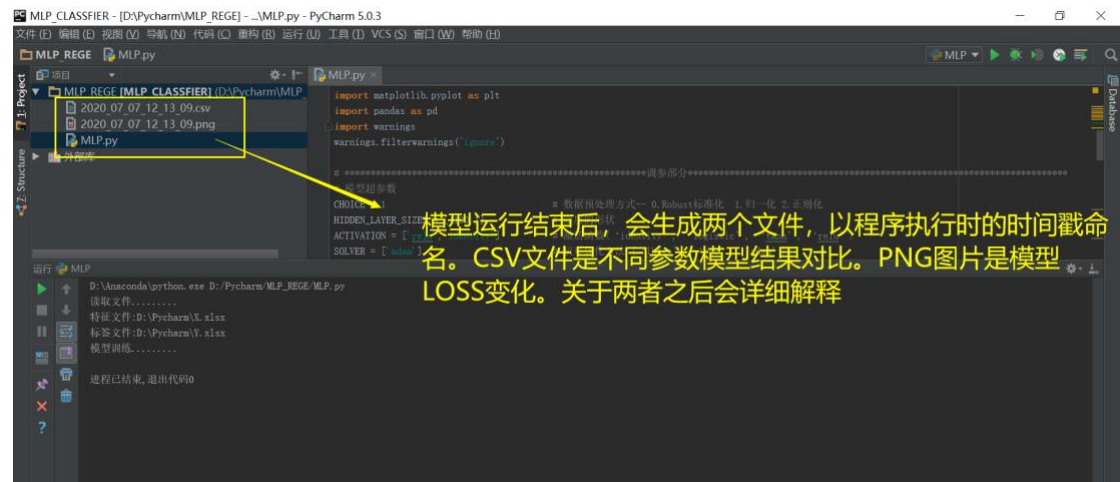 MLP_CLASSFIER - [D:\Pycharm\MLP_REGE] - ...\MLP.py - PyCharm 5.0.3
文件(F) 编辑(E) 视图(V) 导航(N) 代码(C) 重构(R) 运行(U) 工具(T) VCS(S) 窗口(W) 帮助(H)
MLP_REGE MLP.py
MLP
项目
MLP.py
1: Project
Z: Structure
Database
MLP_REGE [MLP_CLASSFIER] (D:\Pycharm\MLP_
2020_07_07_12_13_09.csv
2020_07_07_12_13_09.png
MLP.py
外部库
import matplotlib.pyplot as plt
import pandas as pd
import warnings
warnings.filterwarnings("ignore")
调参部分
# 模型超参数
CHOICE # 数据预处理方式-- 0.Robust标准化 1.归一化 2.正则化
HIDDEN_LAYER_SIZE
ACTIVATION = [
SOLVER = ['adam']
模型运行结束后，会生成两个文件，以程序执行时的时间戳命
名。CSV文件是不同参数模型结果对比。PNG图片是模型
LOSS变化。关于两者之后会详细解释
运行 MLP
D:\Anaconda\python.exe D:/Pycharm/MLP_REGE/MLP.py
读取文件.........
特征文件:D:\Pycharm\X.xlsx
标签文件:D:\Pycharm\Y.xlsx
模型训练.........
进程已结束,退出代码0